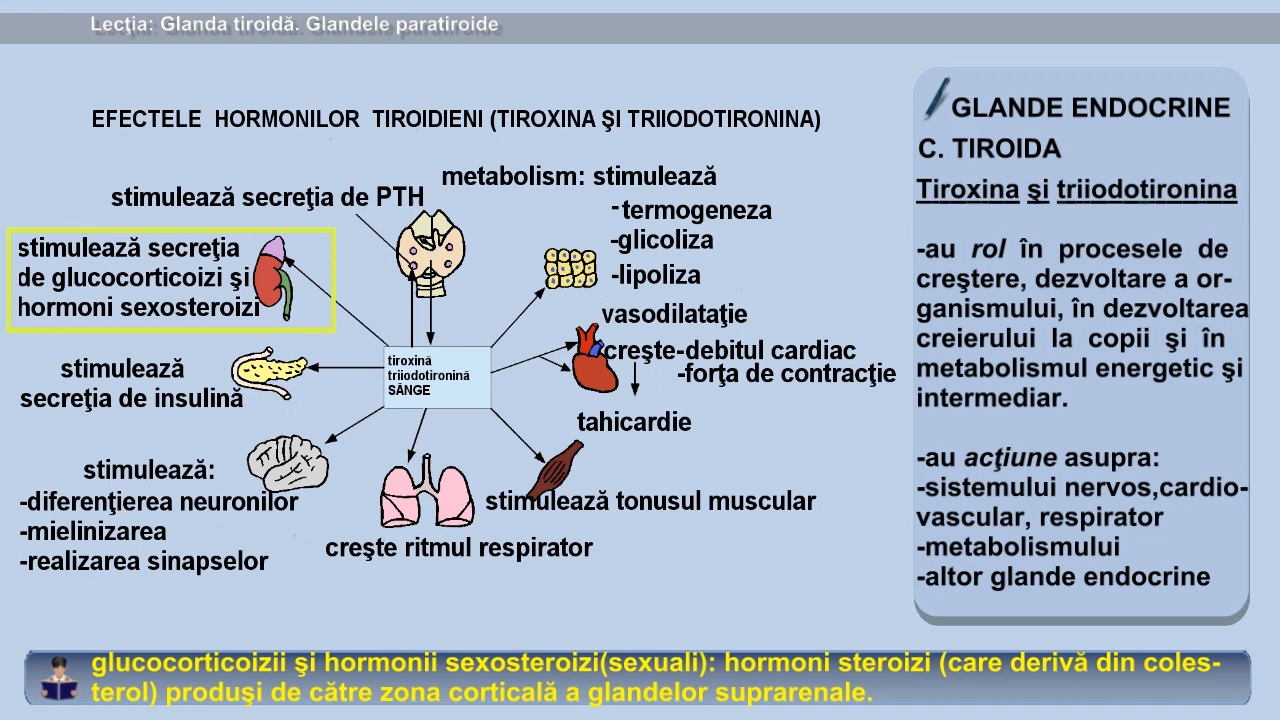 Lecţia: Glanda tiroidă. Glandele paratiroide
EFECTELE HORMONILOR TIROIDIENI (TIROXINA ŞI TRIIODOTIRONINA)
stimulează secreţia de PTH
metabolism: stimulează
-termogeneza
-glicoliza
-lipoliza
stimulează secreţia
de glucocorticoizi şi
hormoni sexosteroizi
vasodilataţie
creşte-debitul cardiac
-forţa de contracţie
tahicardie
tiroxină
triiodotironină
SÂNGE
stimulează
secreţia de insulină
stimulează:
-diferenţierea neuronilor
-mielinizarea
-realizarea sinapselor
stimulează tonusul muscular
creşte ritmul respirator
GLANDE ENDOCRINE
C. TIROIDA
Tiroxina şi triiodotironina
-au rol în procesele de
creştere, dezvoltare a or-
ganismului, în dezvoltarea
creierului la copii şi în
metabolismul energetic şi
intermediar.
-au acţiune asupra:
-sistemului nervos,cardio-
vascular, respirator
-metabolismului
-altor glande endocrine
glucocorticoizii şi hormonii sexosteroizi(sexuali): hormoni steroizi (care derivă din coles-
terol) produşi de către zona corticală a glandelor suprarenale.